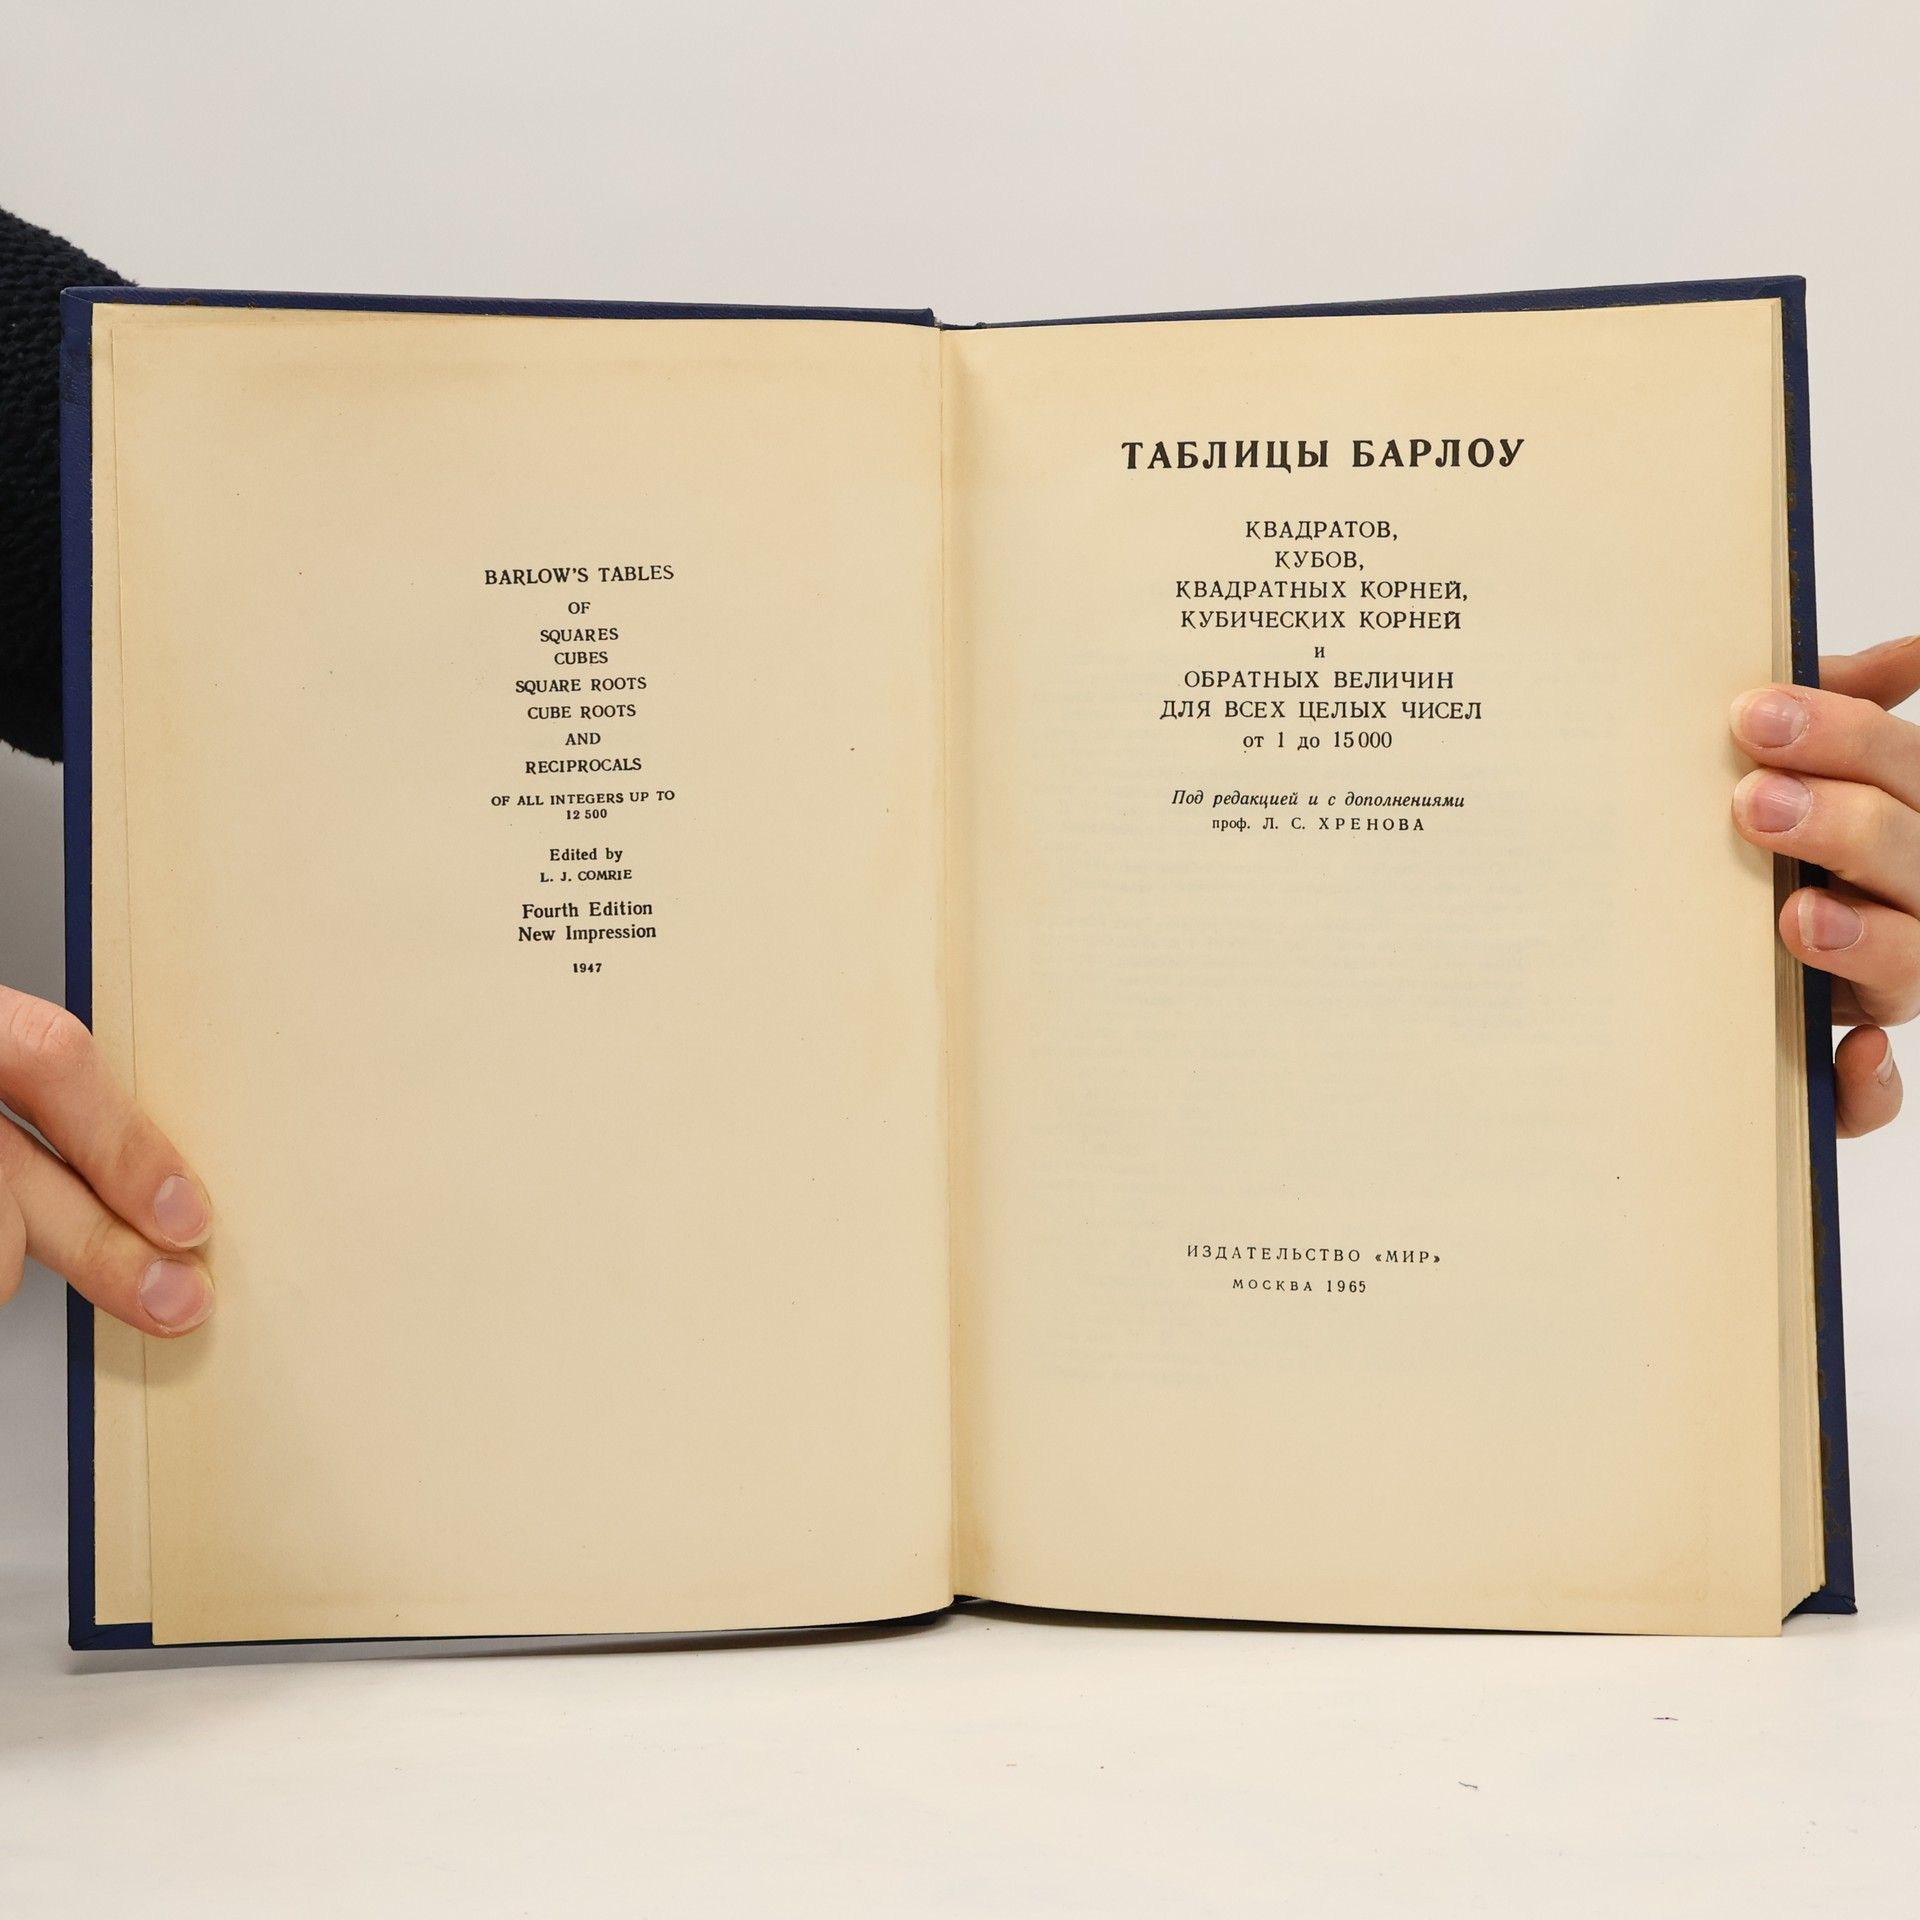 BARLOW'S TABLES
OF
SQUARES
CUBES
SQUARE ROOTS
CUBE ROOTS
AND
RECIPROCALS
OF ALL INTEGERS UP TO
12 500
Edited by
L. J. COMRIE
Fourth Edition
New Impression
1947
ТАБЛИЦЫ БАРЛОУ
КВАДРАТОВ,
КУБОВ,
КВАДРАТНЫХ КОРНЕЙ,
КУБИЧЕСКИХ КОРНЕЙ
И
ОБРАТНЫХ ВЕЛИЧИН
ДЛЯ ВСЕХ ЦЕЛЫХ ЧИСЕЛ
от 1 до 15 000
Под редакцией и с дополнениями
проф. Л. С. ХРЕНОВА
ИЗДАТЕЛЬСТВО «МИР»
МОСКВА 1965